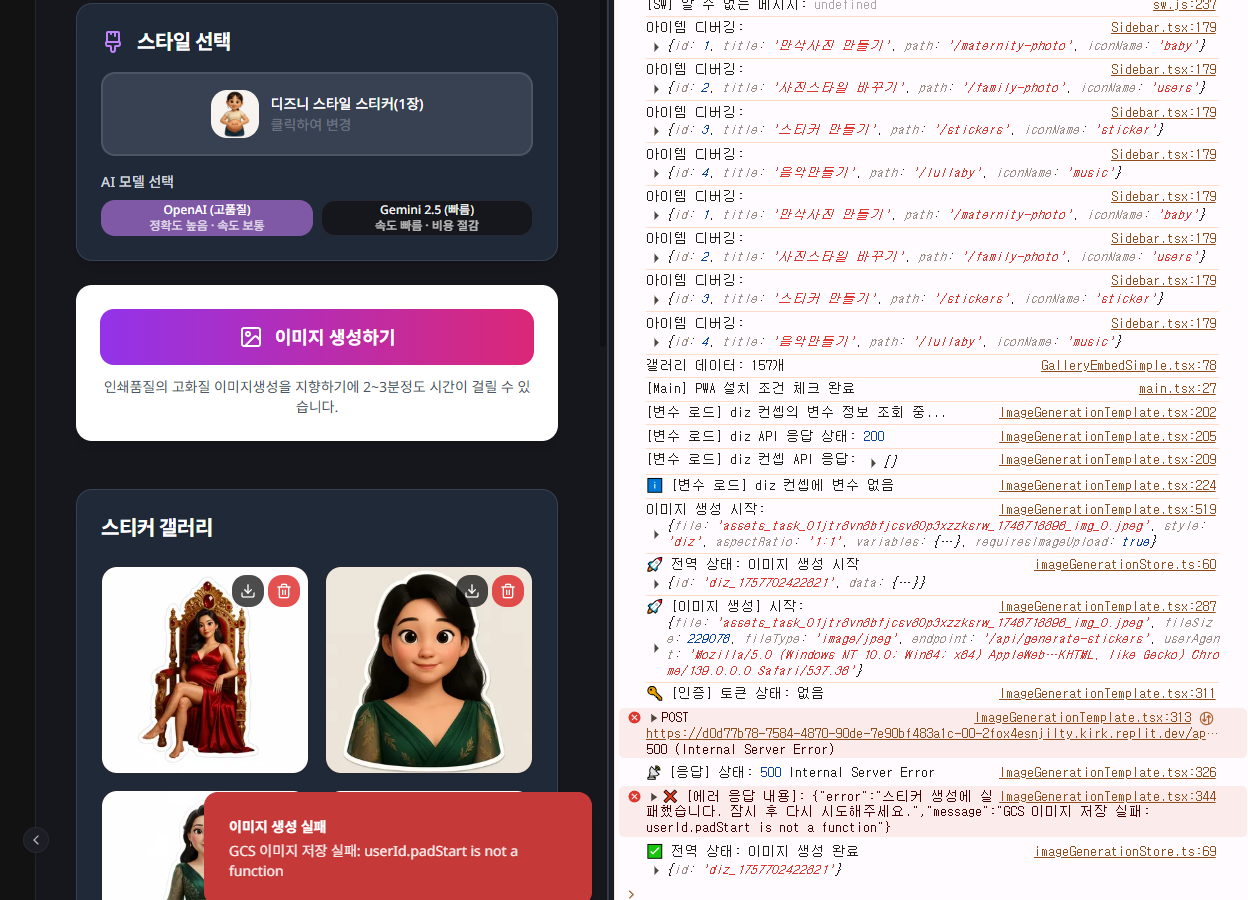 스타일 선택
디즈니 스타일 스티커(1장)
클릭하여 변경
AI 모델 선택
OpenAI (고품질)
정확도 높음 · 속도 보통
Gemini 2.5 (빠름)
속도 빠름 · 비용 절감
이미지 생성하기
인쇄품질의 고화질 이미지생성을 지향하기에 2~3분정도 시간이 걸릴 수 있
습니다.
스티커 갤러리
이미지 생성 실패
GCS 이미지 저장 실패: userId.padStart is not a
function
[SW] 알 수 없는 메시지: undefined sw.js:237
아이템 디버깅: Sidebar.tsx:179
{id: 1, title: '만삭사진 만들기', path: '/maternity-photo', iconName: 'baby'}
아이템 디버깅: Sidebar.tsx:179
{id: 2, title: '사진스타일 바꾸기', path: '/family-photo', iconName: 'users'}
아이템 디버깅: Sidebar.tsx:179
{id: 3, title: '스티커 만들기', path: '/stickers', iconName: 'sticker'}
아이템 디버깅: Sidebar.tsx:179
{id: 4, title: '음악만들기', path: '/lullaby', iconName: 'music'}
아이템 디버깅: Sidebar.tsx:179
{id: 1, title: '만삭사진 만들기', path: '/maternity-photo', iconName: 'baby'}
아이템 디버깅: Sidebar.tsx:179
{id: 2, title: '사진스타일 바꾸기', path: '/family-photo', iconName: 'users'}
아이템 디버깅: Sidebar.tsx:179
{id: 3, title: '스티커 만들기', path: '/stickers', iconName: 'sticker'}
아이템 디버깅: Sidebar.tsx:179
{id: 4, title: '음악만들기', path: '/lullaby', iconName: 'music'}
갤러리 데이터: 157개 GalleryEmbedSimple.tsx:78
[Main] PWA 설치 조건 체크 완료 main.tsx:27
[변수 로드] diz 컨셉의 변수 정보 조회 중... ImageGenerationTemplate.tsx:202
[변수 로드] diz API 응답 상태: 200 ImageGenerationTemplate.tsx:205
[변수 로드] diz 컨셉 API 응답: [] ImageGenerationTemplate.tsx:209
[변수 로드] diz 컨셉에 변수 없음 ImageGenerationTemplate.tsx:224
이미지 생성 시작: ImageGenerationTemplate.tsx:519
{file: 'assets_task_01jtr8vn8bfjcsv80p3xzzksrw_1746718696_img_0.jpeg', style:
'diz', aspectRatio: '1:1', variables: {…}, requiresImageUpload: true}
전역 상태: 이미지 생성 시작 imageGenerationStore.ts:60
{id: 'diz_1757702422821', data: {…}}
[이미지 생성] 시작: ImageGenerationTemplate.tsx:287
{file: 'assets_task_01jtr8vn8bfjcsv80p3xzzksrw_1746718696_img_0.jpeg', fileSiz
e: 229078, fileType: 'image/jpeg', endpoint: '/api/generate-stickers', userAgen
t: 'Mozilla/5.0 (Windows NT 10.0; Win64; x64) AppleWeb…KHTML, like Gecko) Chro
me/139.0.0.0 Safari/537.36'}
[인증] 토큰 상태: 없음 ImageGenerationTemplate.tsx:311
POST ImageGenerationTemplate.tsx:313
https://d0d77b78-7584-4870-90de-7e90bf483a1c-00-2fox4esnjilty.kirk.replit.dev/ap…
500 (Internal Server Error)
[응답] 상태: 500 Internal Server Error ImageGenerationTemplate.tsx:326
[에러 응답 내용]: {"error":"스티커 생성에 실 ImageGenerationTemplate.tsx:344
패했습니다. 잠시 후 다시 시도해주세요.","message":"GCS 이미지 저장 실패:
userId.padStart is not a function"}
전역 상태: 이미지 생성 완료 imageGenerationStore.ts:69
{id: 'diz_1757702422821'}